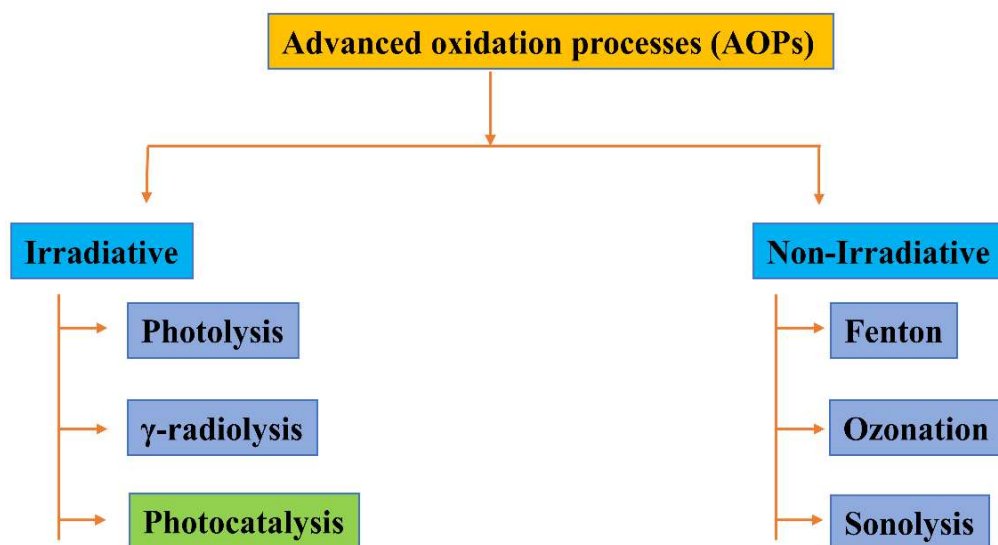 Advanced oxidation processes (AOPs)
Irradiative
Photolysis
γ-radiolysis
Photocatalysis
Non-Irradiative
Fenton
Ozonation
Sonolysis